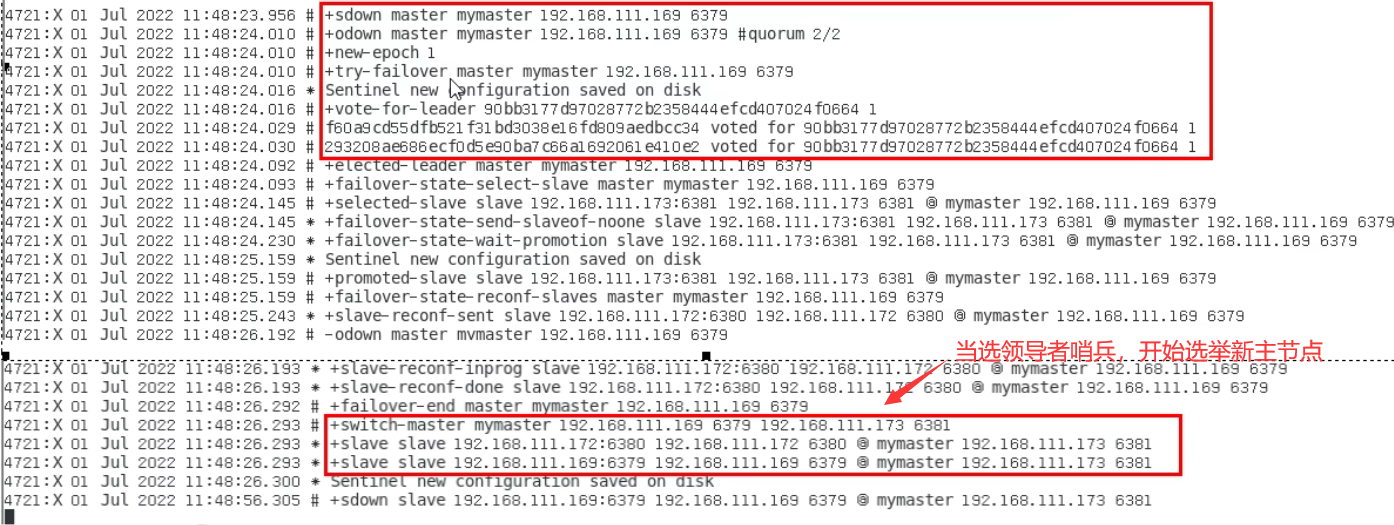 4721:X 01 Jul 2022 11:48:23.956 # +sdown master mymaster 192.168.111.169 6379
4721:X 01 Jul 2022 11:48:24.010 # +odown master mymaster 192.168.111.169 6379 #quorum 2/2
4721:X 01 Jul 2022 11:48:24.010 # +new-epoch 1
4721:X 01 Jul 2022 11:48:24.010 # +try-failover master mymaster 192.168.111.169 6379
4721:X 01 Jul 2022 11:48:24.016 * Sentinel new configuration saved on disk
4721:X 01 Jul 2022 11:48:24.016 # +vote-for-leader 90bb3177d97028772b2358444efcd407024f0664 1
4721:X 01 Jul 2022 11:48:24.029 # f60a9cd55dfb521f31bd3038e16fd809aedbcc34 voted for 90bb3177d97028772b2358444efcd407024f0664 1
4721:X 01 Jul 2022 11:48:24.030 # 293208ae686ecf0d5e90ba7c66a1692061e410e2 voted for 90bb3177d97028772b2358444efcd407024f0664 1
4721:X 01 Jul 2022 11:48:24.092 # +elected-leader master mymaster 192.168.111.169 6379
4721:X 01 Jul 2022 11:48:24.093 # +failover-state-select-slave master mymaster 192.168.111.169 6379
4721:X 01 Jul 2022 11:48:24.145 # +selected-slave slave 192.168.111.173:6381 192.168.111.173 6381 @ mymaster 192.168.111.169 6379
4721:X 01 Jul 2022 11:48:24.145 * +failover-state-send-slaveof-noone slave 192.168.111.173:6381 192.168.111.173 6381 @ mymaster 192.168.111.169 6379
4721:X 01 Jul 2022 11:48:24.230 * +failover-state-wait-promotion slave 192.168.111.173:6381 192.168.111.173 6381 @ mymaster 192.168.111.169 6379
4721:X 01 Jul 2022 11:48:25.159 * Sentinel new configuration saved on disk
4721:X 01 Jul 2022 11:48:25.159 # +promoted-slave slave 192.168.111.173:6381 192.168.111.173 6381 @ mymaster 192.168.111.169 6379
4721:X 01 Jul 2022 11:48:25.159 # +failover-state-reconf-slaves master mymaster 192.168.111.169 6379
4721:X 01 Jul 2022 11:48:25.243 * +slave-reconf-sent slave 192.168.111.172:6380 192.168.111.172 6380 @ mymaster 192.168.111.169 6379
4721:X 01 Jul 2022 11:48:26.192 # -odown master mymaster 192.168.111.169 6379
当选领导者哨兵，开始选举新主节点
4721:X 01 Jul 2022 11:48:26.193 * +slave-reconf-inprog slave 192.168.111.172:6380 192.168.111.172 6380 @ mymaster 192.168.111.169 6379
4721:X 01 Jul 2022 11:48:26.193 * +slave-reconf-done slave 192.168.111.172:6380 192.168.111.172 6380 @ mymaster 192.168.111.169 6379
4721:X 01 Jul 2022 11:48:26.292 # +failover-end master mymaster 192.168.111.169 6379
4721:X 01 Jul 2022 11:48:26.293 # +switch-master mymaster 192.168.111.169 6379 192.168.111.173 6381
4721:X 01 Jul 2022 11:48:26.293 * +slave slave 192.168.111.172:6380 192.168.111.172 6380 @ mymaster 192.168.111.173 6381
4721:X 01 Jul 2022 11:48:26.293 * +slave slave 192.168.111.169:6379 192.168.111.169 6379 @ mymaster 192.168.111.173 6381
4721:X 01 Jul 2022 11:48:26.300 * Sentinel new configuration saved on disk
4721:X 01 Jul 2022 11:48:56.305 # +sdown slave 192.168.111.169:6379 192.168.111.169 6379 @ mymaster 192.168.111.173 6381